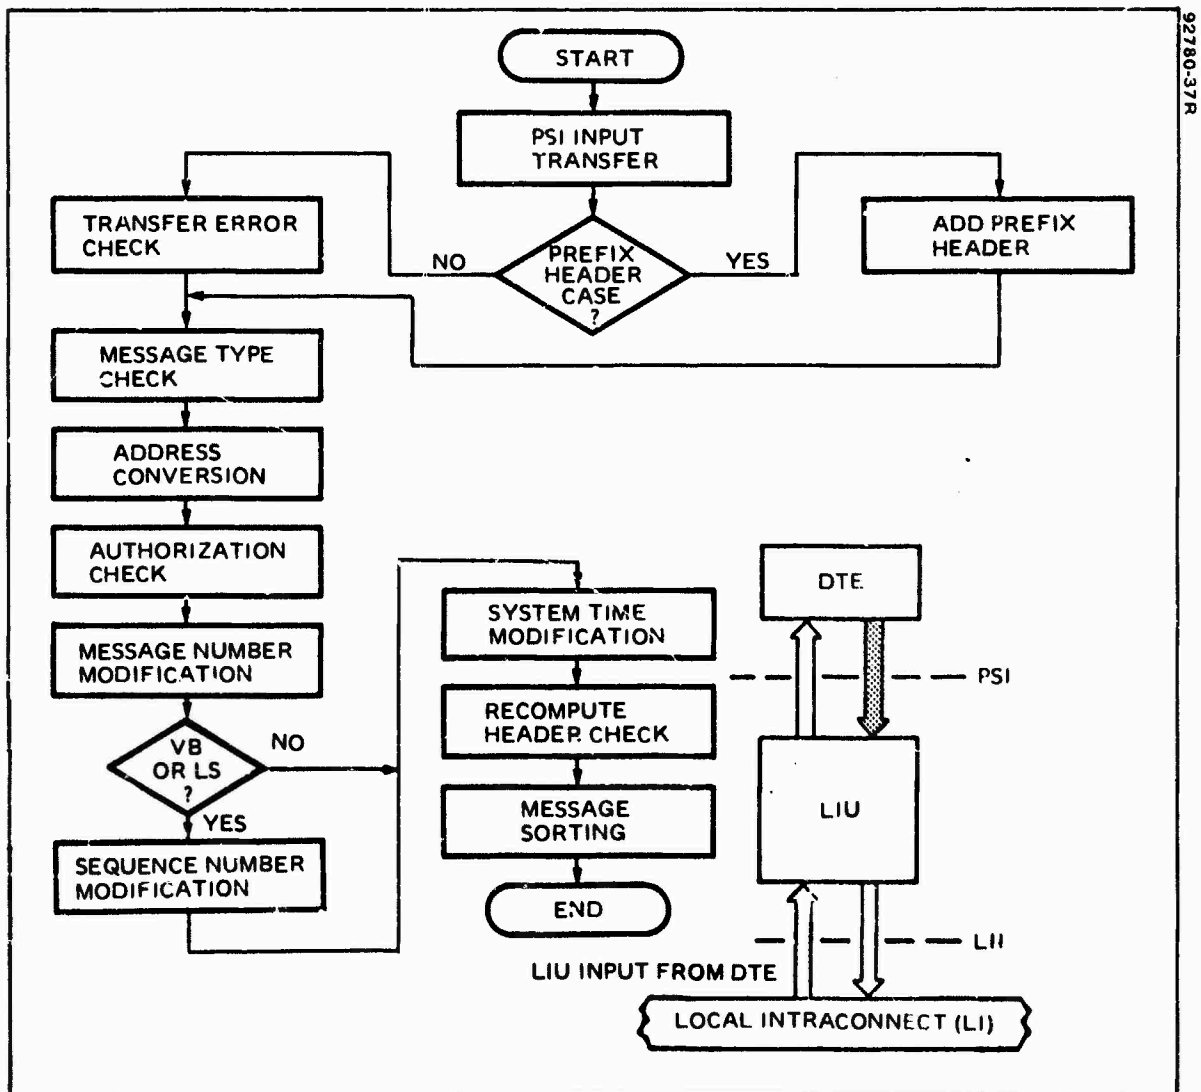 92780-37R
START
PSI INPUT
TRANSFER
TRANSFER ERROR
CHECK
NO
PREFIX
HEADER
CASE
?
YES
ADD PREFIX
HEADER
MESSAGE TYPE
CHECK
ADDRESS
CONVERSION
AUTHORIZATION
CHECK
MESSAGE NUMBER
MODIFICATION
VB
OR LS
?
NO
YES
SEQUENCE NUMBER
MODIFICATION
SYSTEM TIME
MODIFICATION
RECOMPUTE
HEADER CHECK
MESSAGE
SORTING
END
DTE
PSI
LIU
LII
LIU INPUT FROM DTE
LOCAL INTRACONNECT (LI)